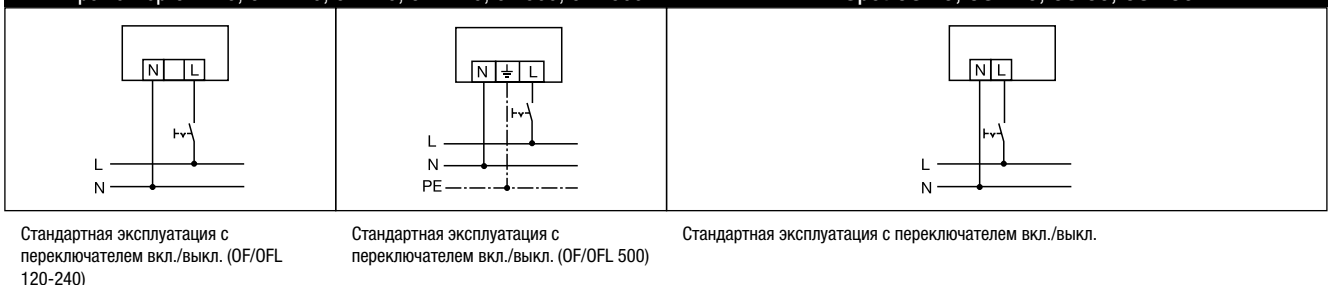 N L
N L
N L
L
N
L
N
PE
L
N
Стандартная эксплуатация с
переключателем вкл./выкл. (OF/OFL
120-240)
Стандартная эксплуатация с
переключателем вкл./выкл. (OF/OFL 500)
Стандартная эксплуатация с переключателем вкл./выкл.